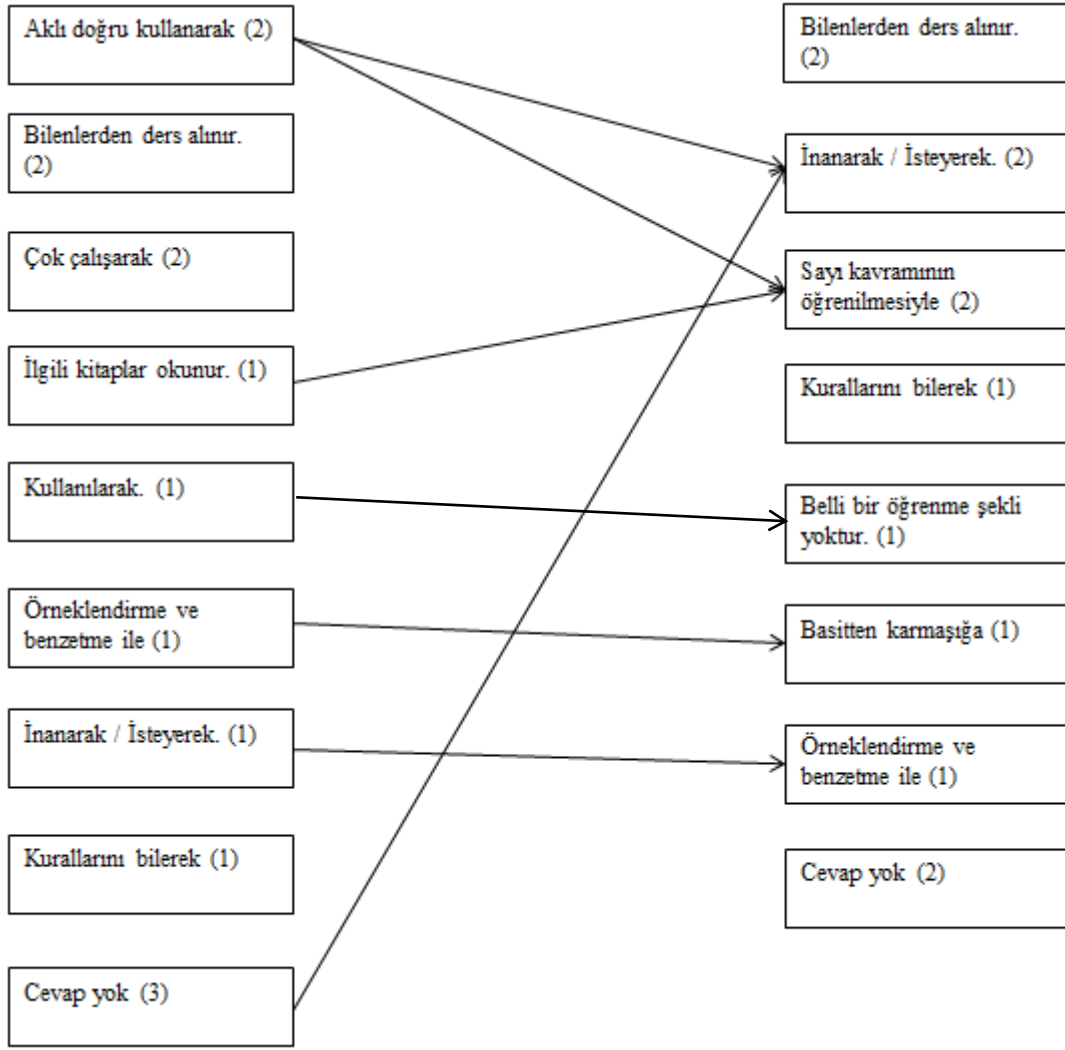 Aklı doğru kullanarak (2)
Bilenlerden ders alınır.
(2)
Çok çalışarak (2)
İlgili kitaplar okunur. (1)
Kullanılarak. (1)
Örneklendirme ve
benzetme ile (1)
İnanarak / İsteyerek. (1)
Kurallarını bilerek (1)
Cevap yok (3)
Bilenlerden ders alınır.
(2)
İnanarak / İsteyerek. (2)
Sayı kavramının
öğrenilmesiyle (2)
Kurallarını bilerek (1)
Belli bir öğrenme şekli
yoktur. (1)
Basitten karmaşığa (1)
Örneklendirme ve
benzetme ile (1)
Cevap yok (2)